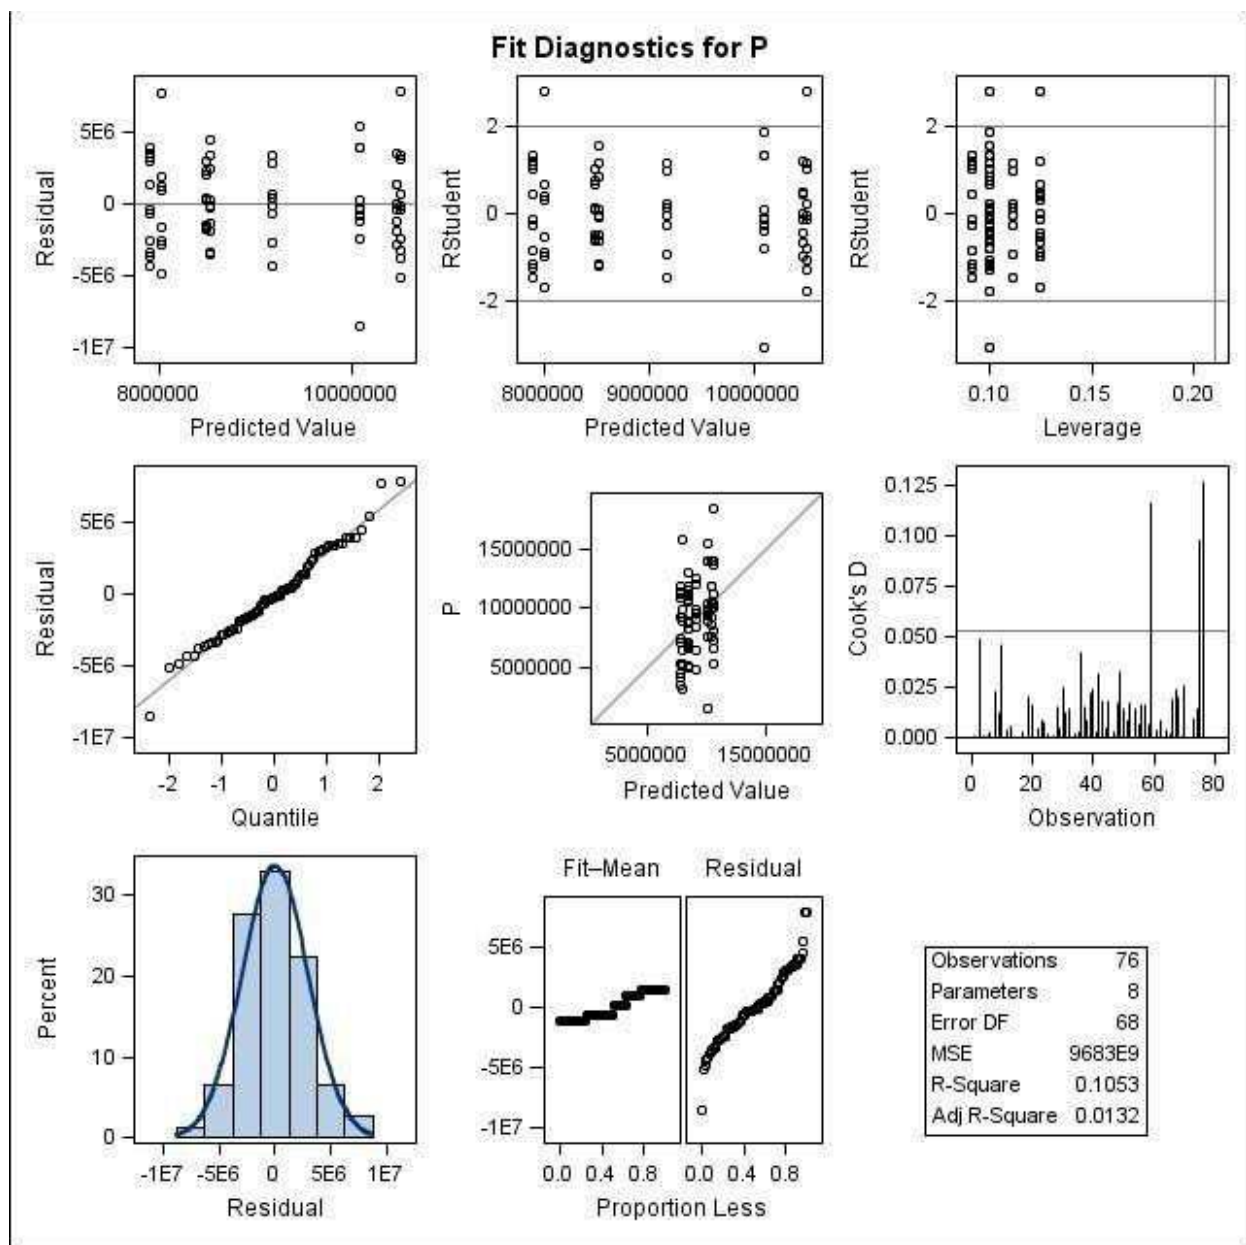 Fit Diagnostics for P
Residual
5E6
0
-5E6
-1E7
8000000 10000000
Predicted Value
RStudent
2
0
-2
8000000 9000000 10000000
Predicted Value
RStudent
2
0
-2
0.10 0.15 0.20
Leverage
Residual
5E6
0
-5E6
-1E7
-2 -1 0 1 2
Quantile
P
15000000
10000000
5000000
5000000 15000000
Predicted Value
Cook's D
0.125
0.100
0.075
0.050
0.025
0.000
0 20 40 60 80
Observation
Percent
30
20
10
0
-1E7 -5E6 0 5E6 1E7
Residual
Fit–Mean Residual
5E6
0
-5E6
-1E7
0.0 0.4 0.8 0.0 0.4 0.8
Proportion Less
Observations 76
Parameters 8
Error DF 68
MSE 9683E9
R-Square 0.1053
Adj R-Square 0.0132